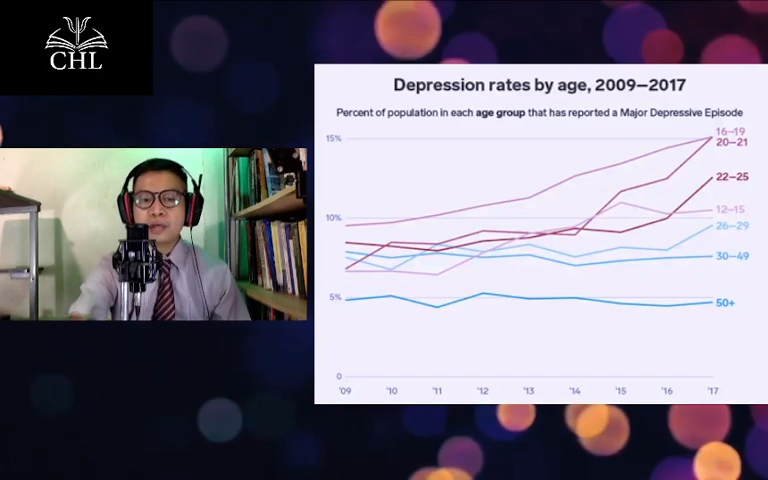 CHL
Depression rates by age, 2009–2017
Percent of population in each age group that has reported a Major Depressive Episode
15%
10%
5%
0
'09 '10 '11 '12 '13 '14 '15 '16 '17
16–19
20–21
22–25
12–15
26–29
30–49
50+